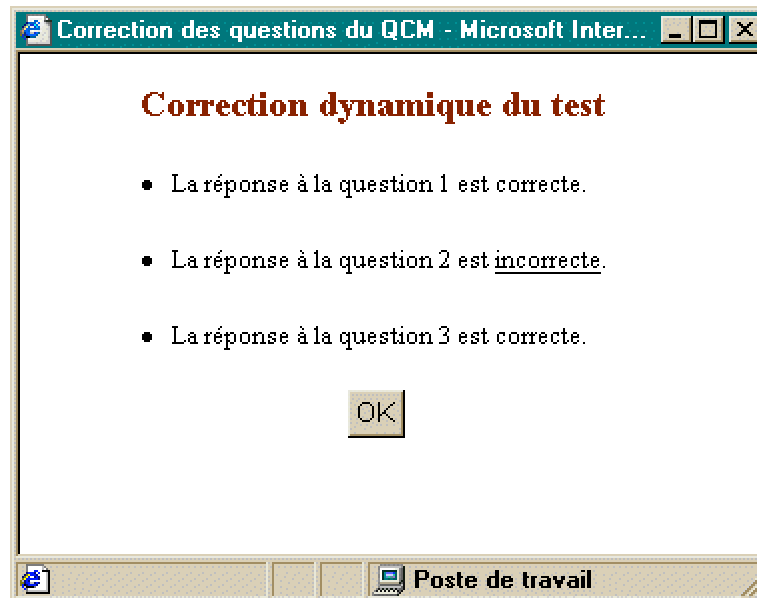 Correction des questions du QCM - Microsoft Inter...
Correction dynamique du test
La réponse à la question 1 est correcte.
La réponse à la question 2 est incorrecte.
La réponse à la question 3 est correcte.
OK
Poste de travail